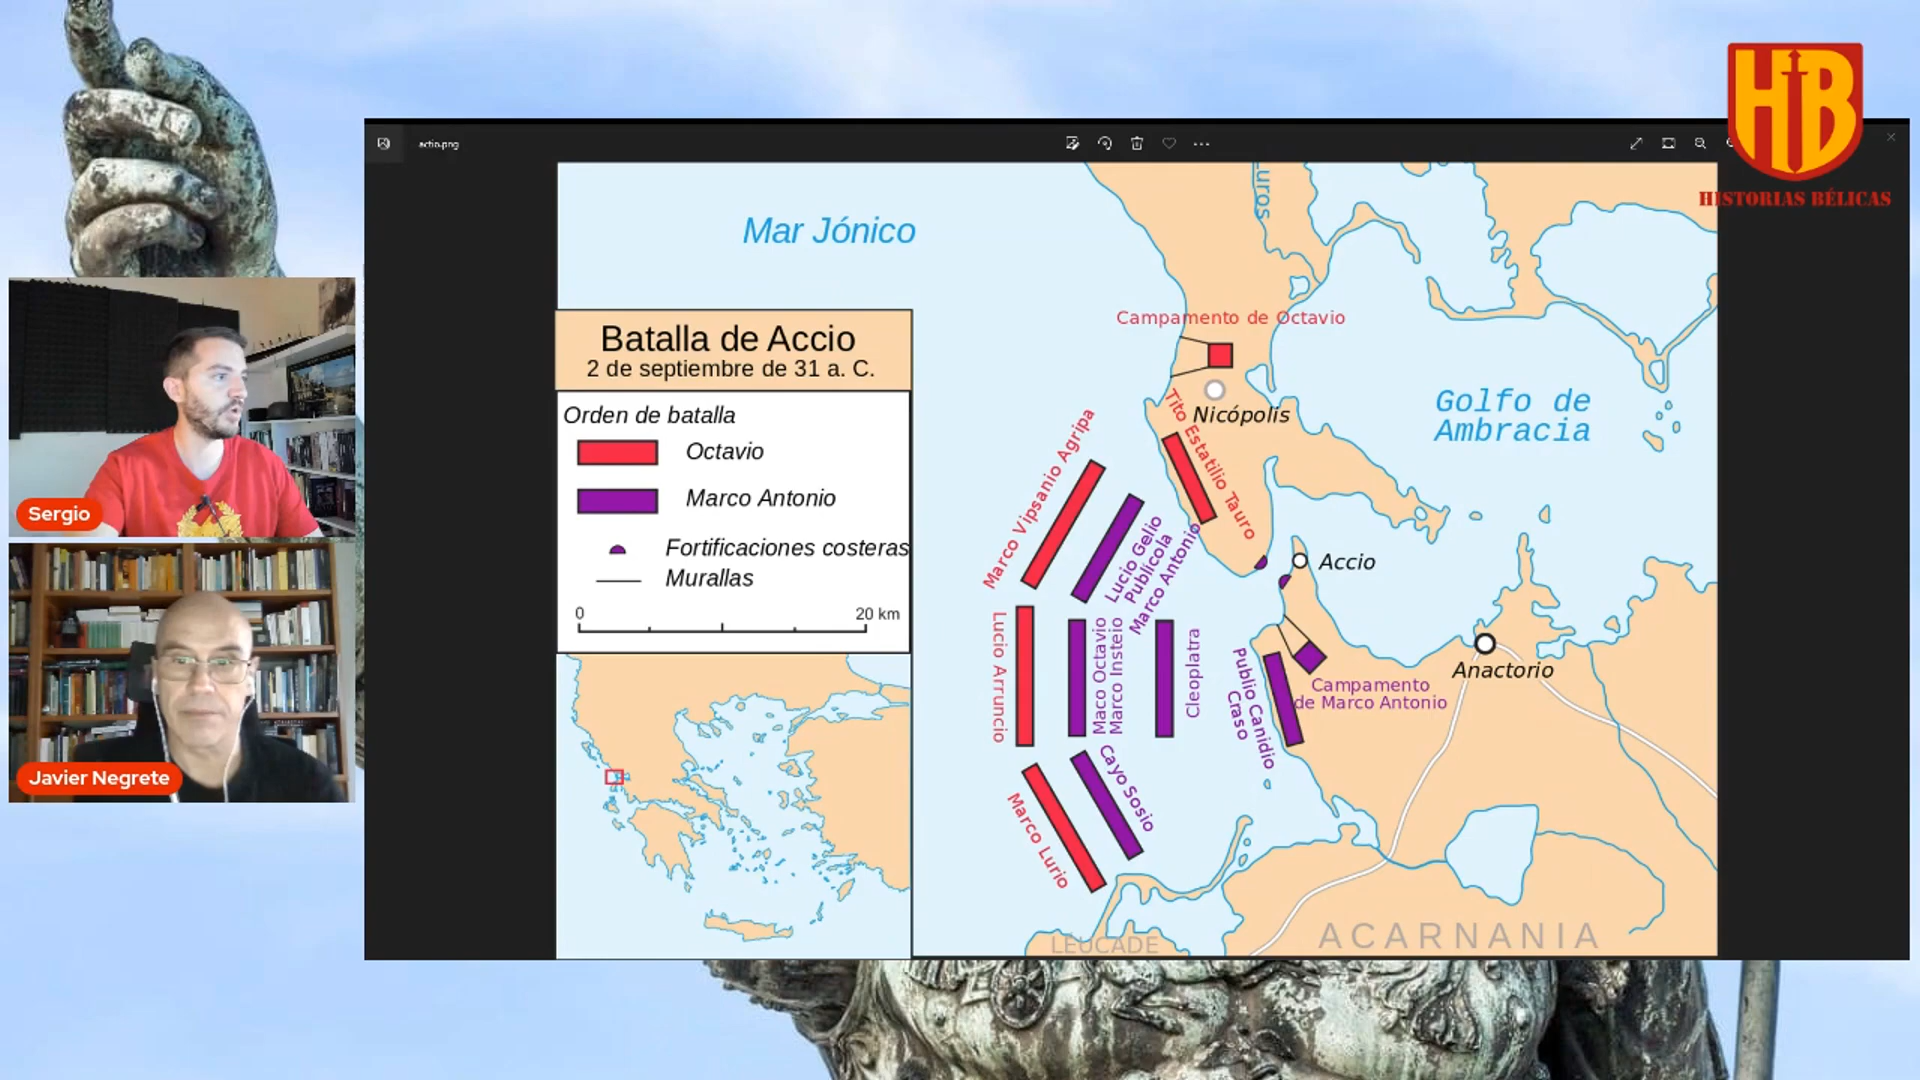 HB
HISTORIAS BÉLICAS
actio.png
Mar Jónico
uros
Batalla de Accio
2 de septiembre de 31 a. C.
Orden de batalla
Octavio
Marco Antonio
Fortificaciones costeras
Murallas
0 20 km
Campamento de Octavio
Nicópolis
Golfo de
Ambracia
Tito Estatilio Tauro
Marco Vipsanio Agripa
Lucio Gelio
Publícola
Marco Antonio
Accio
Lucio Arruncio
Maco Octavio
Marco Insteio
Cleoplatra
Publio Canidio
Craso
Campamento
de Marco Antonio
Anactorio
Cayo Sosio
Marco Lurio
LEUCADE
ACARNANIA
Sergio
Javier Negrete